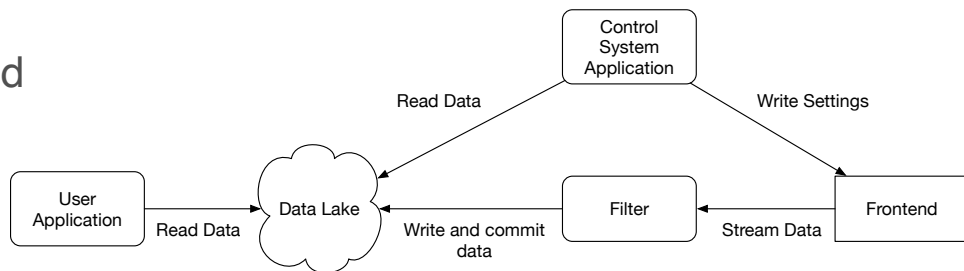 d
Control
System
Application
Read Data
Write Settings
User
Application
Read Data
Data Lake
Write and commit
data
Filter
Stream Data
Frontend